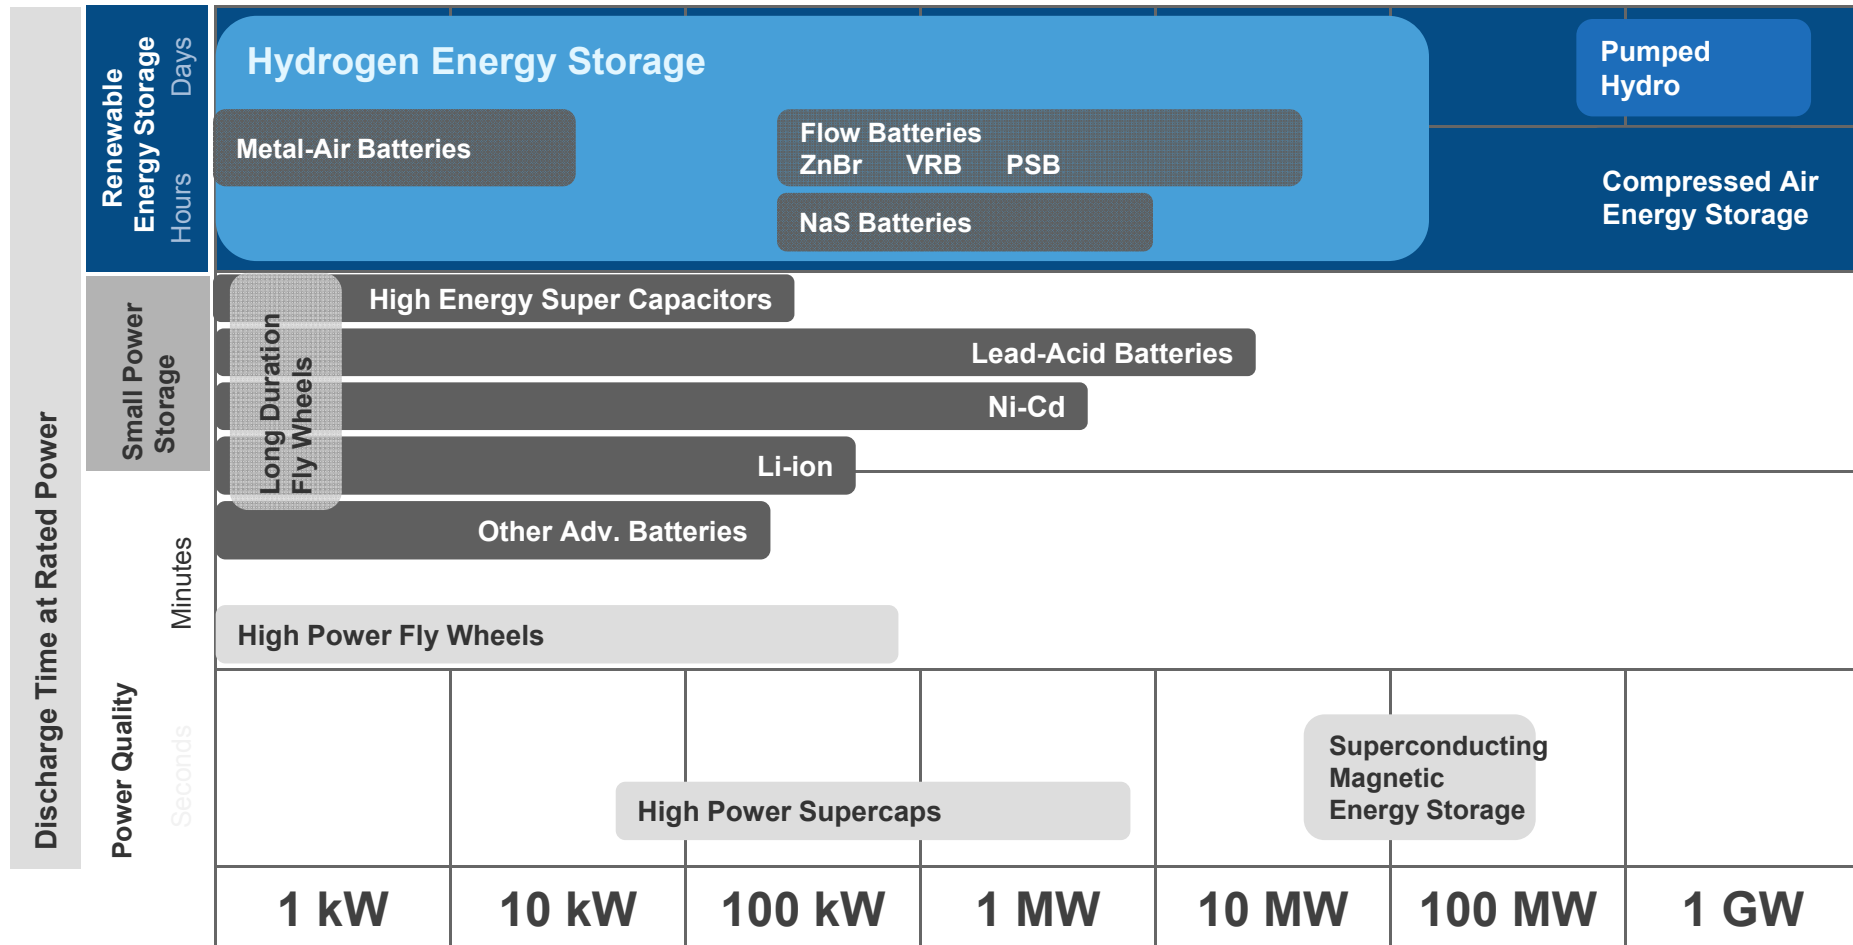 Discharge Time at Rated Power
Renewable
Energy Storage
Days
Hours
Hydrogen Energy Storage
Pumped
Hydro
Metal-Air Batteries
Flow Batteries
ZnBr VRB PSB
NaS Batteries
Compressed Air
Energy Storage
Small Power
Storage
Long Duration
Fly Wheels
High Energy Super Capacitors
Lead-Acid Batteries
Ni-Cd
Li-ion
Other Adv. Batteries
Power Quality
Minutes
Seconds
High Power Fly Wheels
High Power Supercaps
Superconducting
Magnetic
Energy Storage
1 kW
10 kW
100 kW
1 MW
10 MW
100 MW
1 GW